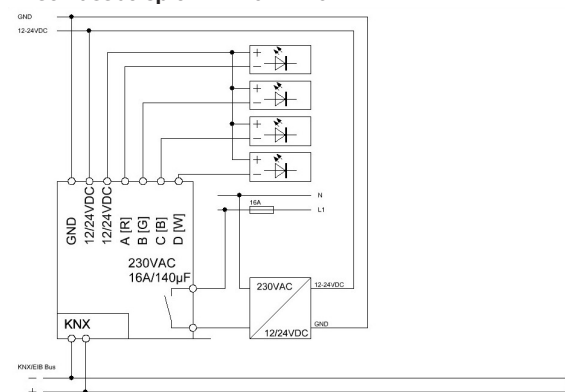 GND
12-24VDC
+
−
+
−
+
−
+
−
GND
12/24VDC
12/24VDC
A [R]
B [G]
C [B]
D [W]
N
16A
L1
230VAC
16A/140µF
230VAC
12-24VDC
GND
12/24VDC
KNX
KNX/EIB Bus
−
+